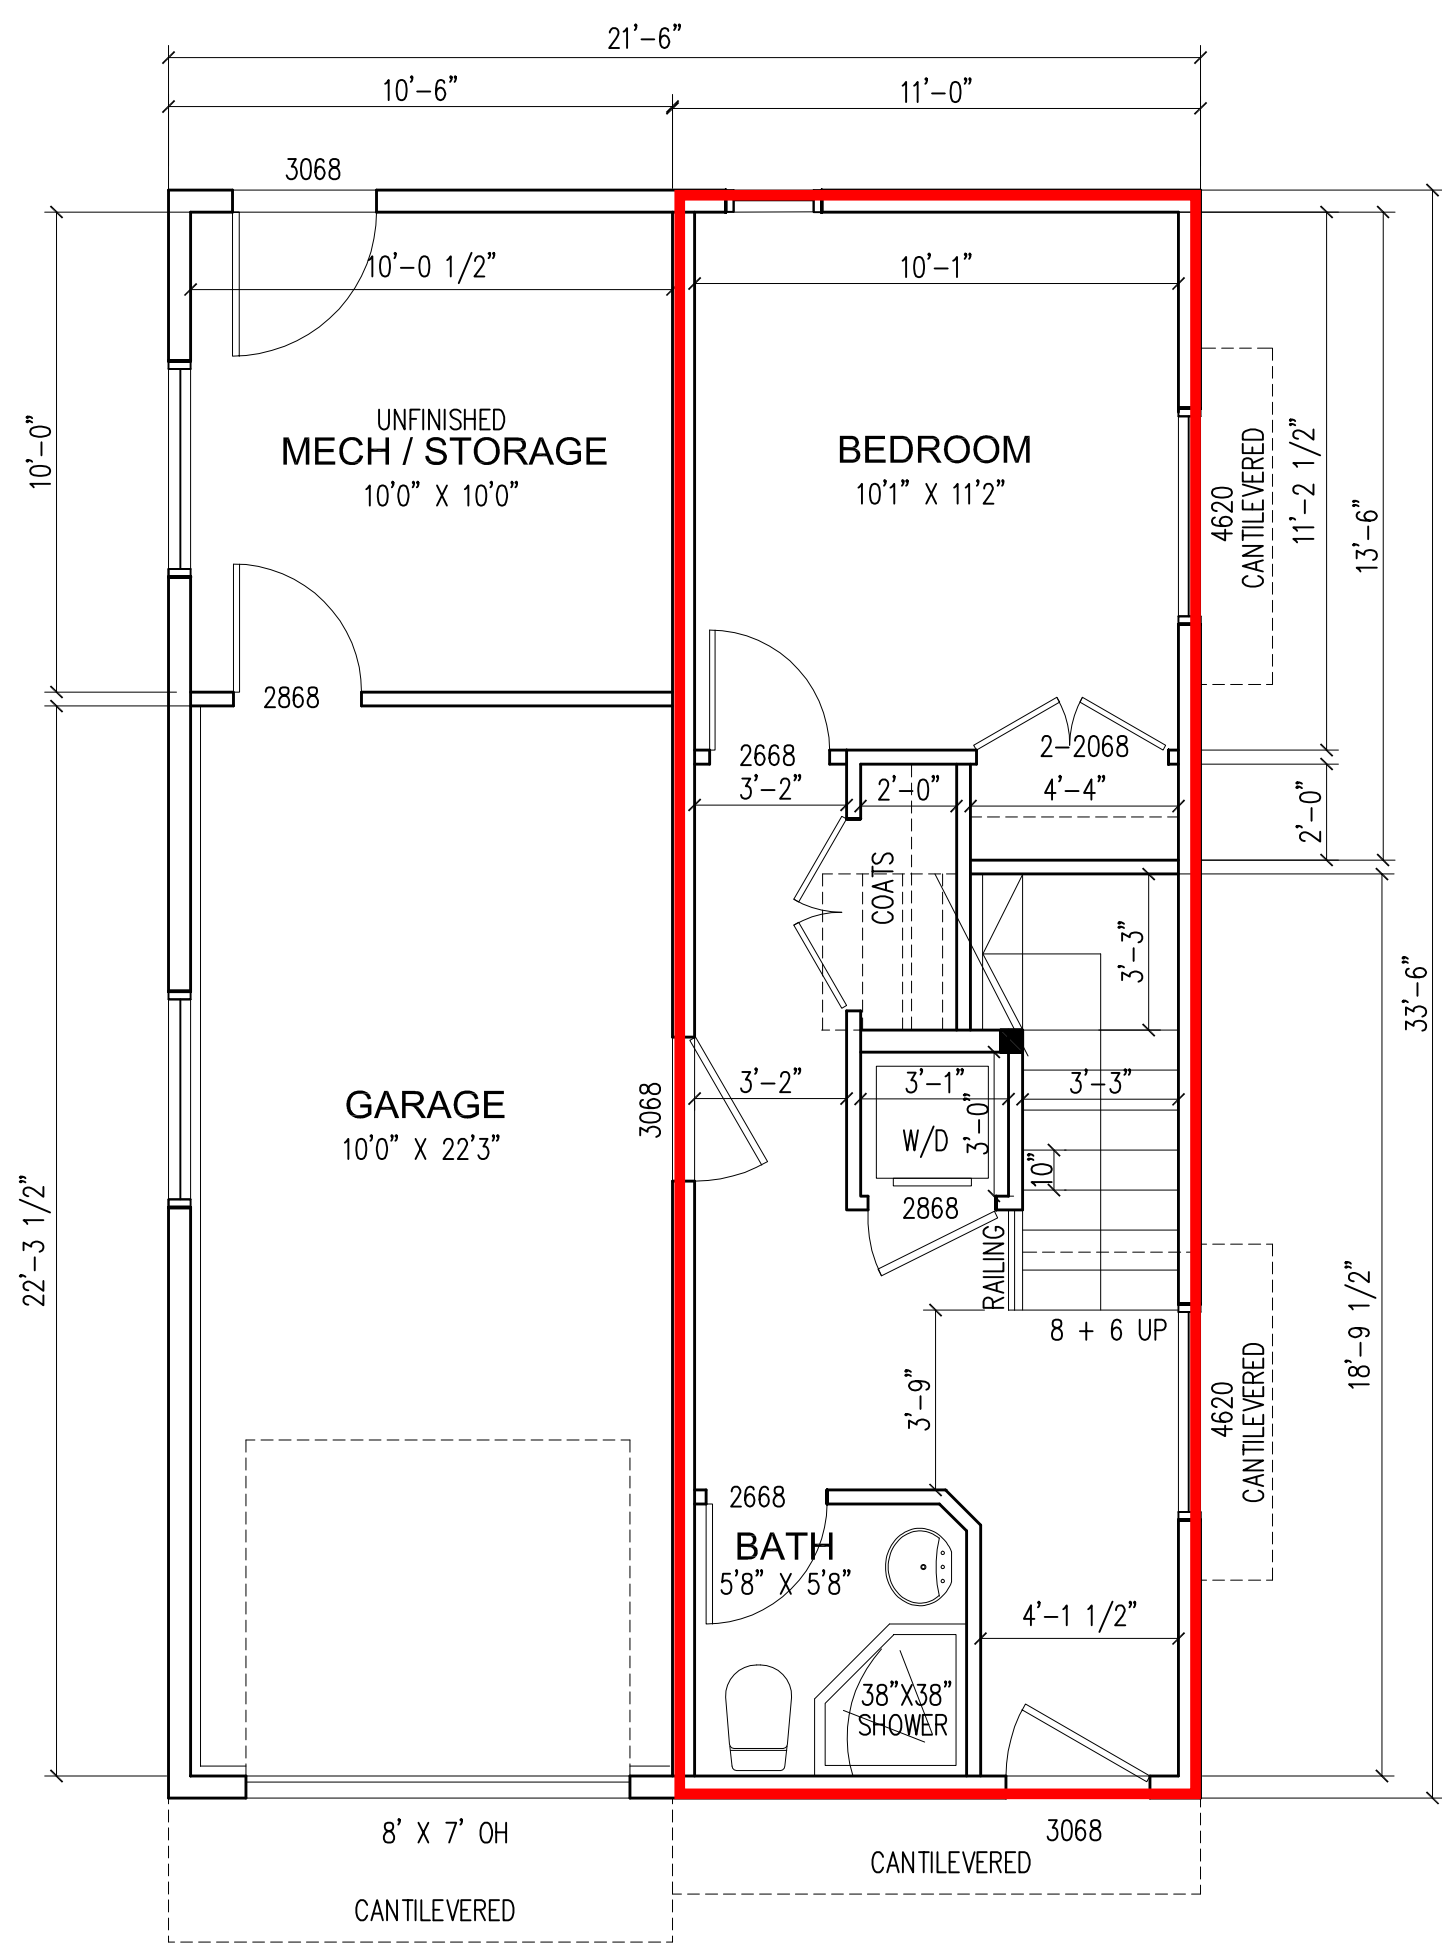 21'-6"
10'-6"
11'-0"
3068
10'-0 1/2"
10'-1"
UNFINISHED
MECH / STORAGE
10'0" X 10'0"
BEDROOM
10'1" X 11'2"
10'-0"
4620
CANTILEVERED
11'-2 1/2"
13'-6"
2868
2668
2-2068
3'-2"
2'-0"
4'-4"
2'-0"
COATS
3'-3"
33'-6"
GARAGE
10'0" X 22'3"
3068
3'-2"
3'-1"
3'-3"
3'-0"
W/D
10"
2868
RAILING
22'-3 1/2"
8 + 6 UP
18'-9 1/2"
3'-9"
4620
CANTILEVERED
2668
BATH
5'8" X 5'8"
4'-1 1/2"
38"X38"
SHOWER
8' X 7' OH
3068
CANTILEVERED
CANTILEVERED